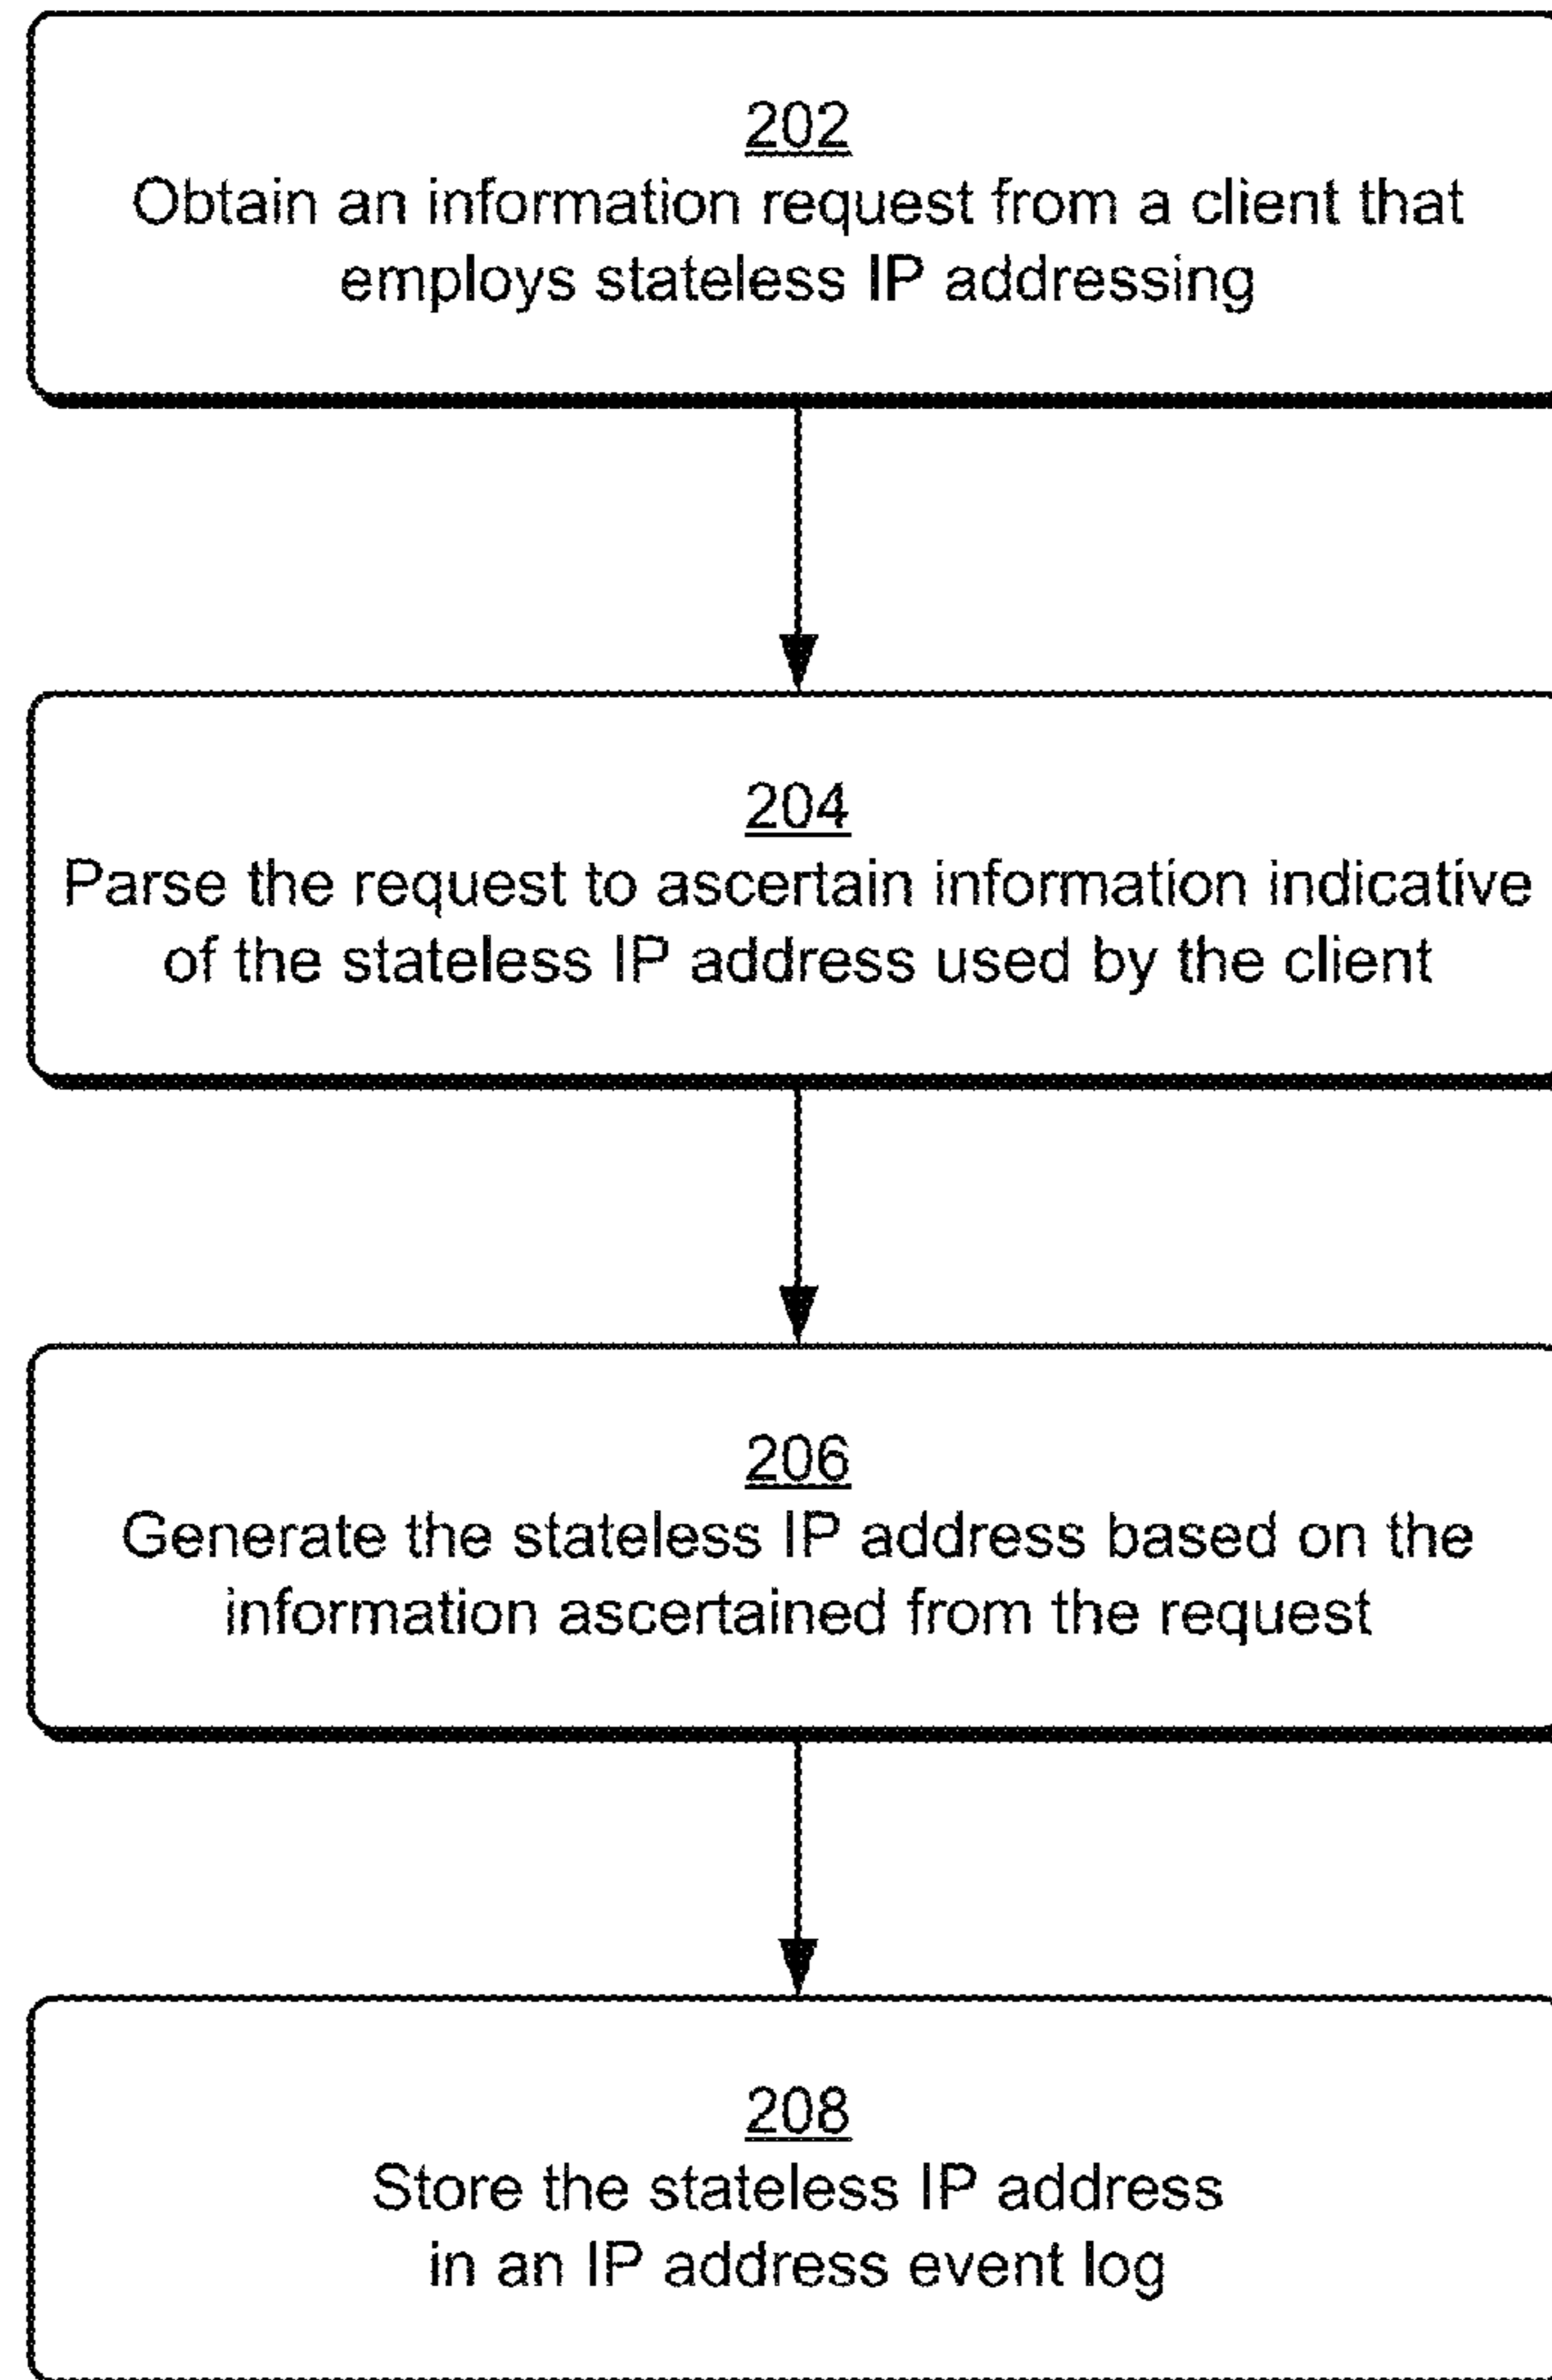 202
Obtain an information request from a client that
employs stateless IP addressing
204
Parse the request to ascertain information indicative
of the stateless IP address used by the client
206
Generate the stateless IP address based on the
information ascertained from the request
208
Store the stateless IP address
in an IP address event log